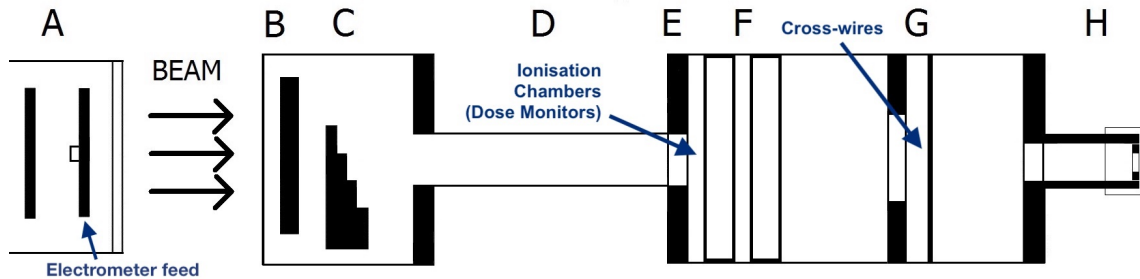 A
B
C
D
E
F
G
H
BEAM
Cross-wires
Ionisation
Chambers
(Dose Monitors)
Electrometer feed